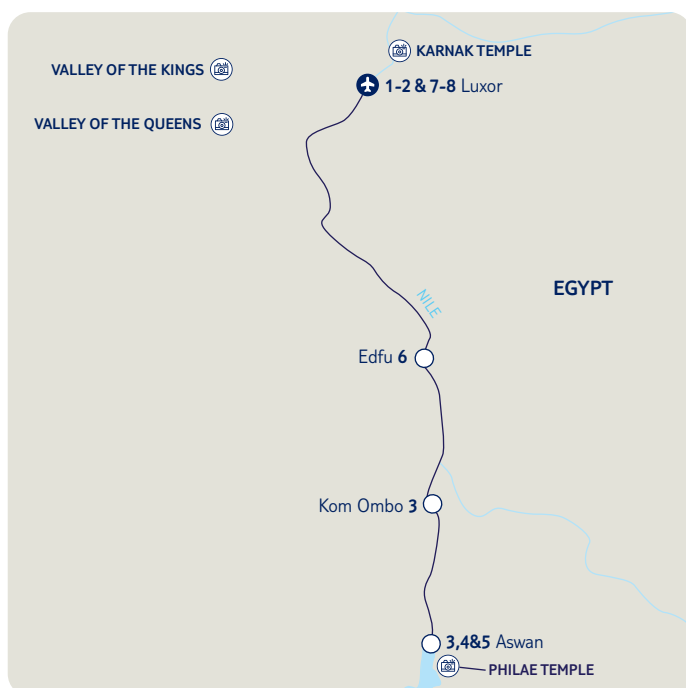 KARNAK TEMPLE
VALLEY OF THE KINGS
1-2 & 7-8 Luxor
VALLEY OF THE QUEENS
EGYPT
NILE
Edfu 6
Kom Ombo 3
3,4&5 Aswan
PHILAE TEMPLE